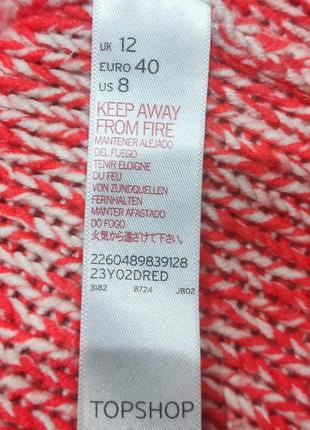 UK 12
EURO 40
US 8
KEEP AWAY
FROM FIRE
MANTENER ALEJADO
DEL FUEGO
TENIR ELOIGNE
DU FEU
VON ZUNDQUELLEN
FERNHALTEN
MANTER AFASTADO
DO FOGO
火気から遠ざけて下さい。
2260489839128
23Y02DRED
3182 8724 JB02
TOPSHOP